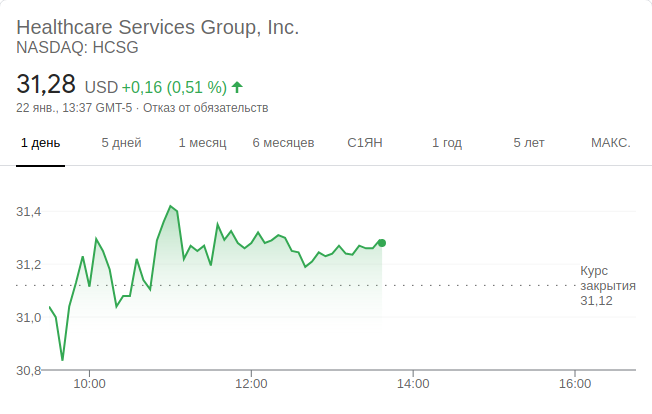 Healthcare Services Group, Inc.
NASDAQ: HCSG
31,28 USD +0,16 (0,51 %)
22 янв., 13:37 GMT-5 · Отказ от обязательств
1 день 5 дней 1 месяц 6 месяцев С1ЯН 1 год 5 лет МАКС.
31,4
31,2
Курс
закрытия
31,12
31,0
30,8
10:00 12:00 14:00 16:00